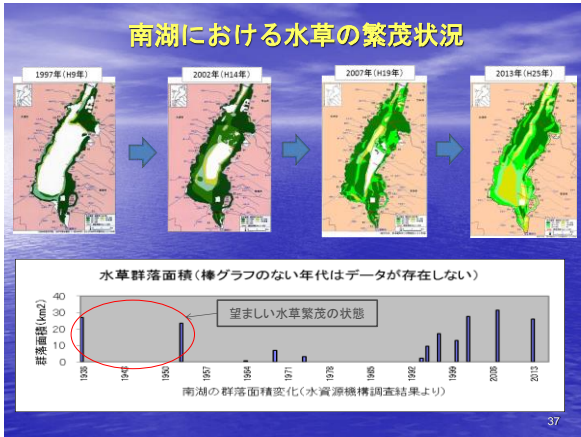 南湖における水草の繁茂状況
1997年(H9年)
2002年(H14年)
2007年(H19年)
2013年(H25年)
水草群落面積(棒グラフのない年代はデータが存在しない)
群落面積(km2)
40
30
20
10
0
望ましい水草繁茂の状態
1936
1950
1957
1964
1971
1978
1985
1992
1999
2006
2013
南湖の群落面積変化(水資源機構調査結果より)
37